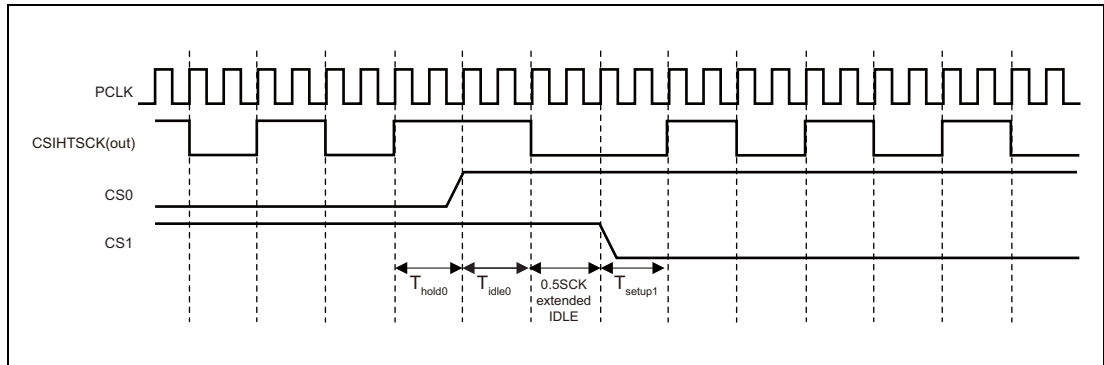 PCLK
CSIHTSCK(out)
CS0
CS1
Thold0
Tidle0
0.5SCK
extended
IDLE
Tsetup1